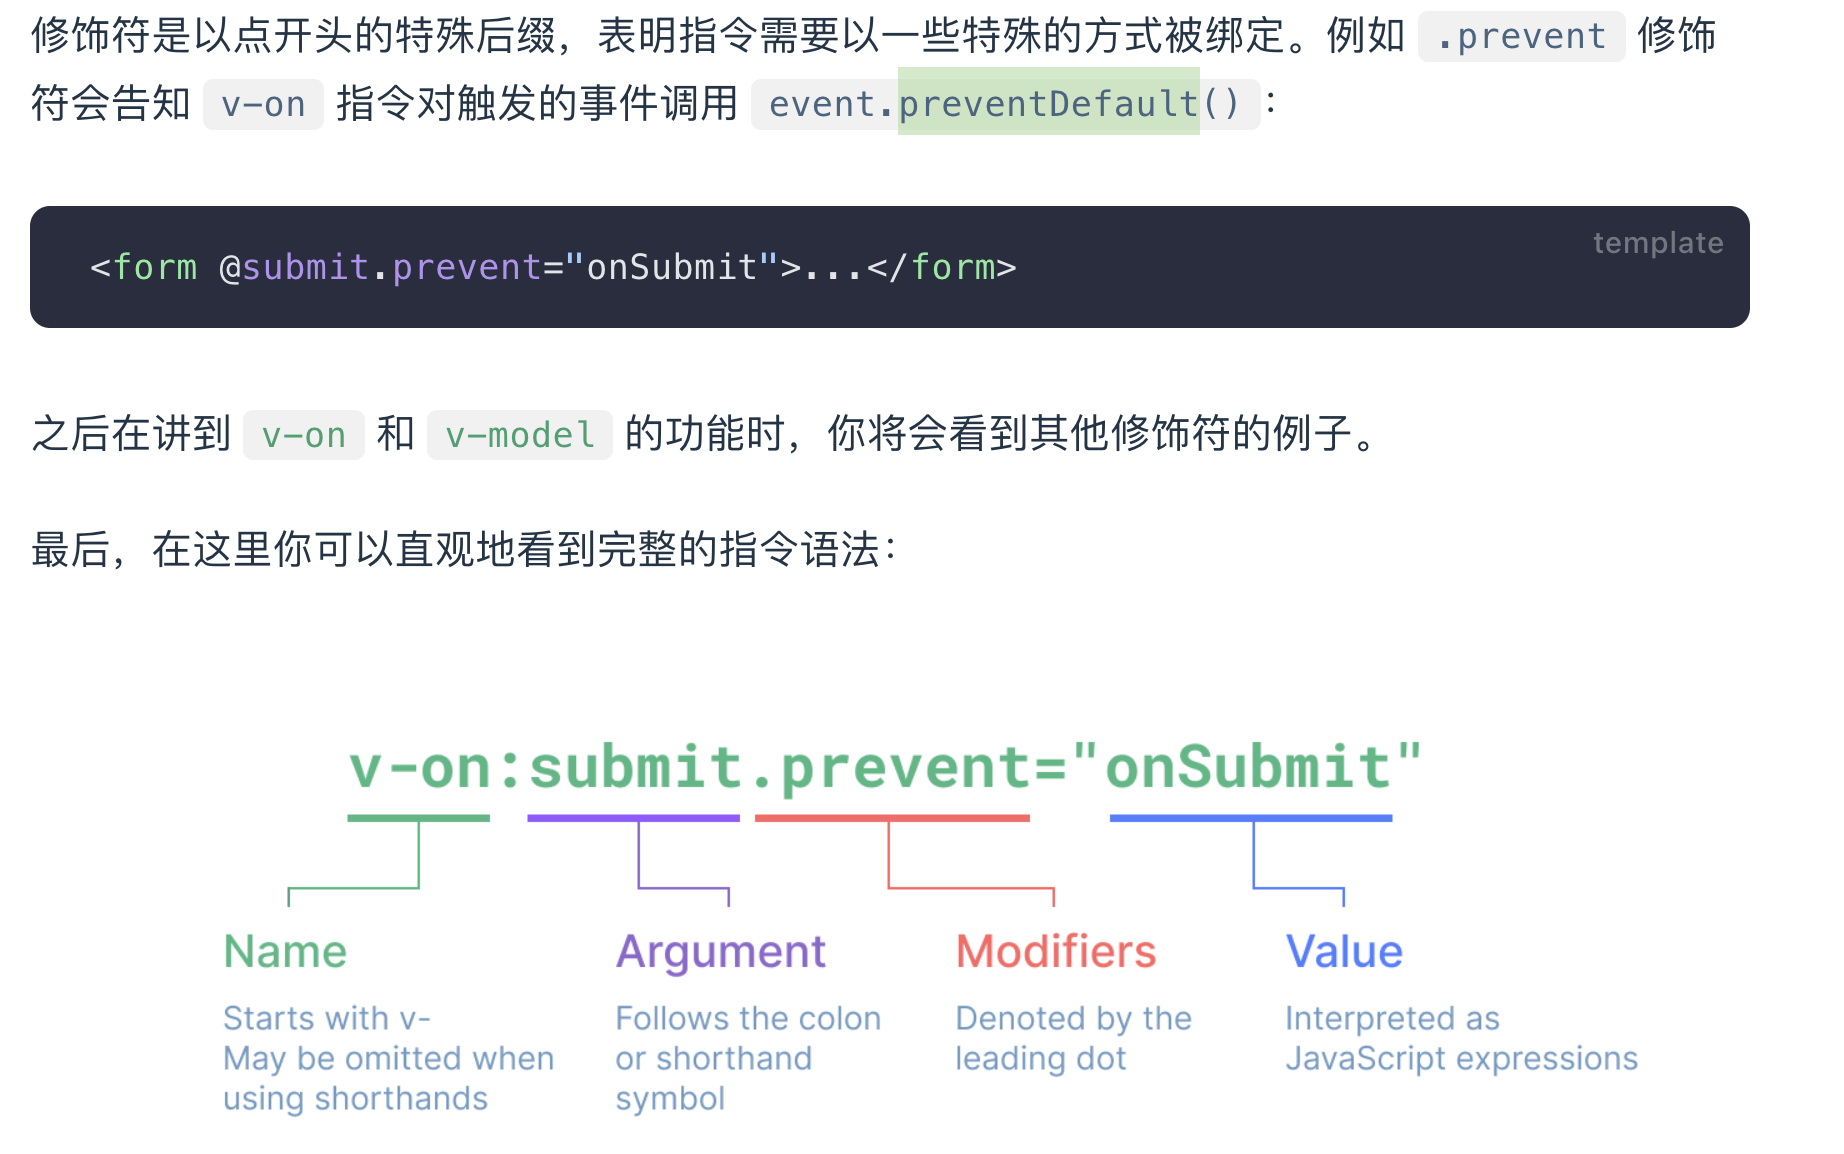 修饰符是以点开头的特殊后缀，表明指令需要以一些特殊的方式被绑定。例如 .prevent 修饰
符会告知 v-on 指令对触发的事件调用 event.preventDefault()：
template
<form @submit.prevent="onSubmit">...</form>
之后在讲到 v-on 和 v-model 的功能时，你将会看到其他修饰符的例子。
最后，在这里你可以直观地看到完整的指令语法：
v-on:submit.prevent="onSubmit"
Name
Starts with v-
May be omitted when
using shorthands
Argument
Follows the colon
or shorthand
symbol
Modifiers
Denoted by the
leading dot
Value
Interpreted as
JavaScript expressions